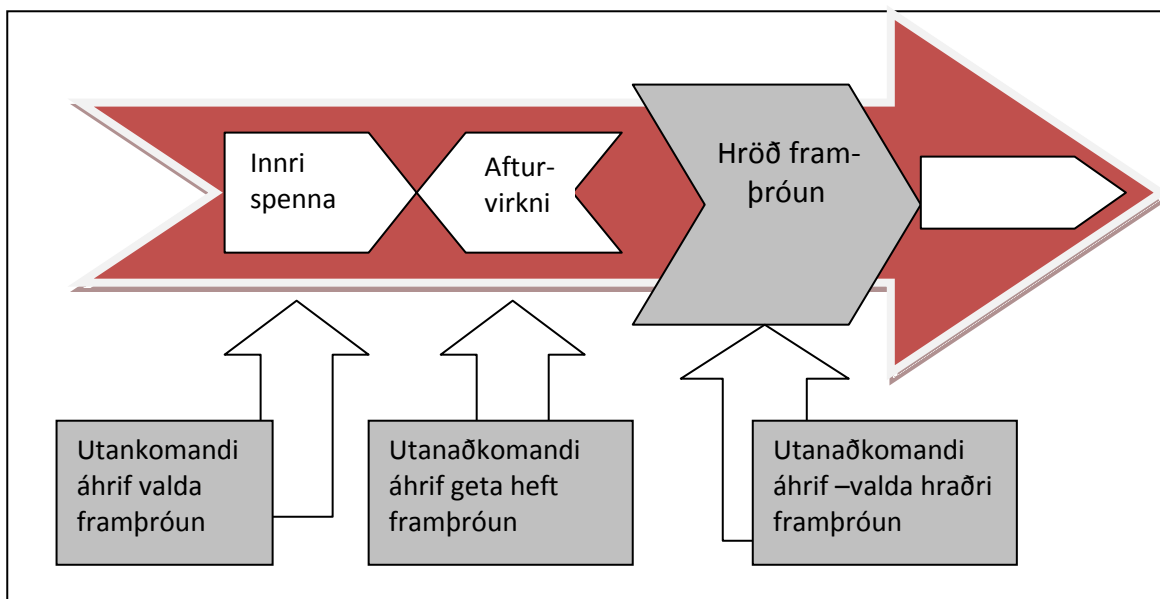 Innri
spenna
Aftur-
virkni
Hröð fram-
þróun
Utankomandi
áhrif valda
framþróun
Utanaðkomandi
áhrif geta heft
framþróun
Utanaðkomandi
áhrif –valda hraðri
framþróun